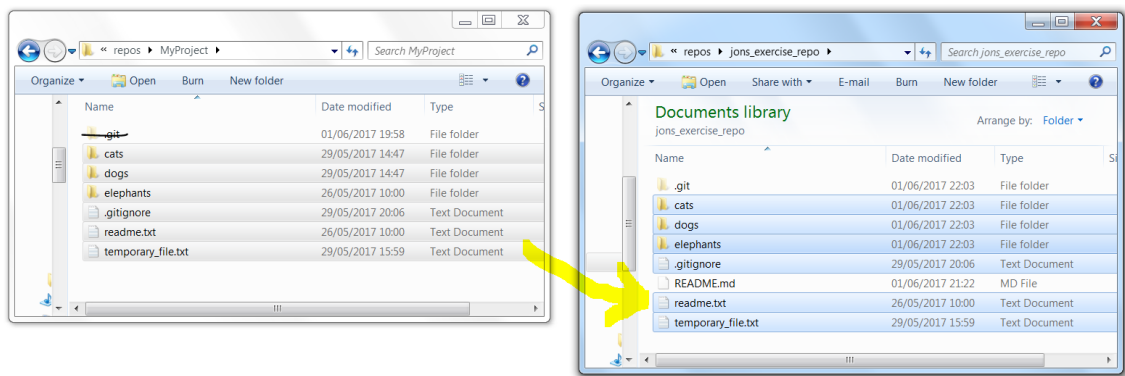 « repos ▸ MyProject ▸ Search MyProject
Organize Open Burn New folder
Name Date modified Type S
.git 01/06/2017 19:58 File folder
cats 29/05/2017 14:47 File folder
dogs 29/05/2017 14:47 File folder
elephants 26/05/2017 10:00 File folder
.gitignore 29/05/2017 20:06 Text Document
readme.txt 26/05/2017 10:00 Text Document
temporary_file.txt 29/05/2017 15:59 Text Document
« repos ▸ jons_exercise_repo ▸ Search jons_exercise_repo
Organize Open Share with E-mail Burn New folder
Documents library
jons_exercise_repo
Arrange by: Folder
Name Date modified Type Si
.git 01/06/2017 22:03 File folder
cats 01/06/2017 22:03 File folder
dogs 01/06/2017 22:03 File folder
elephants 01/06/2017 22:03 File folder
.gitignore 29/05/2017 20:06 Text Document
README.md 01/06/2017 21:22 MD File
readme.txt 26/05/2017 10:00 Text Document
temporary_file.txt 29/05/2017 15:59 Text Document